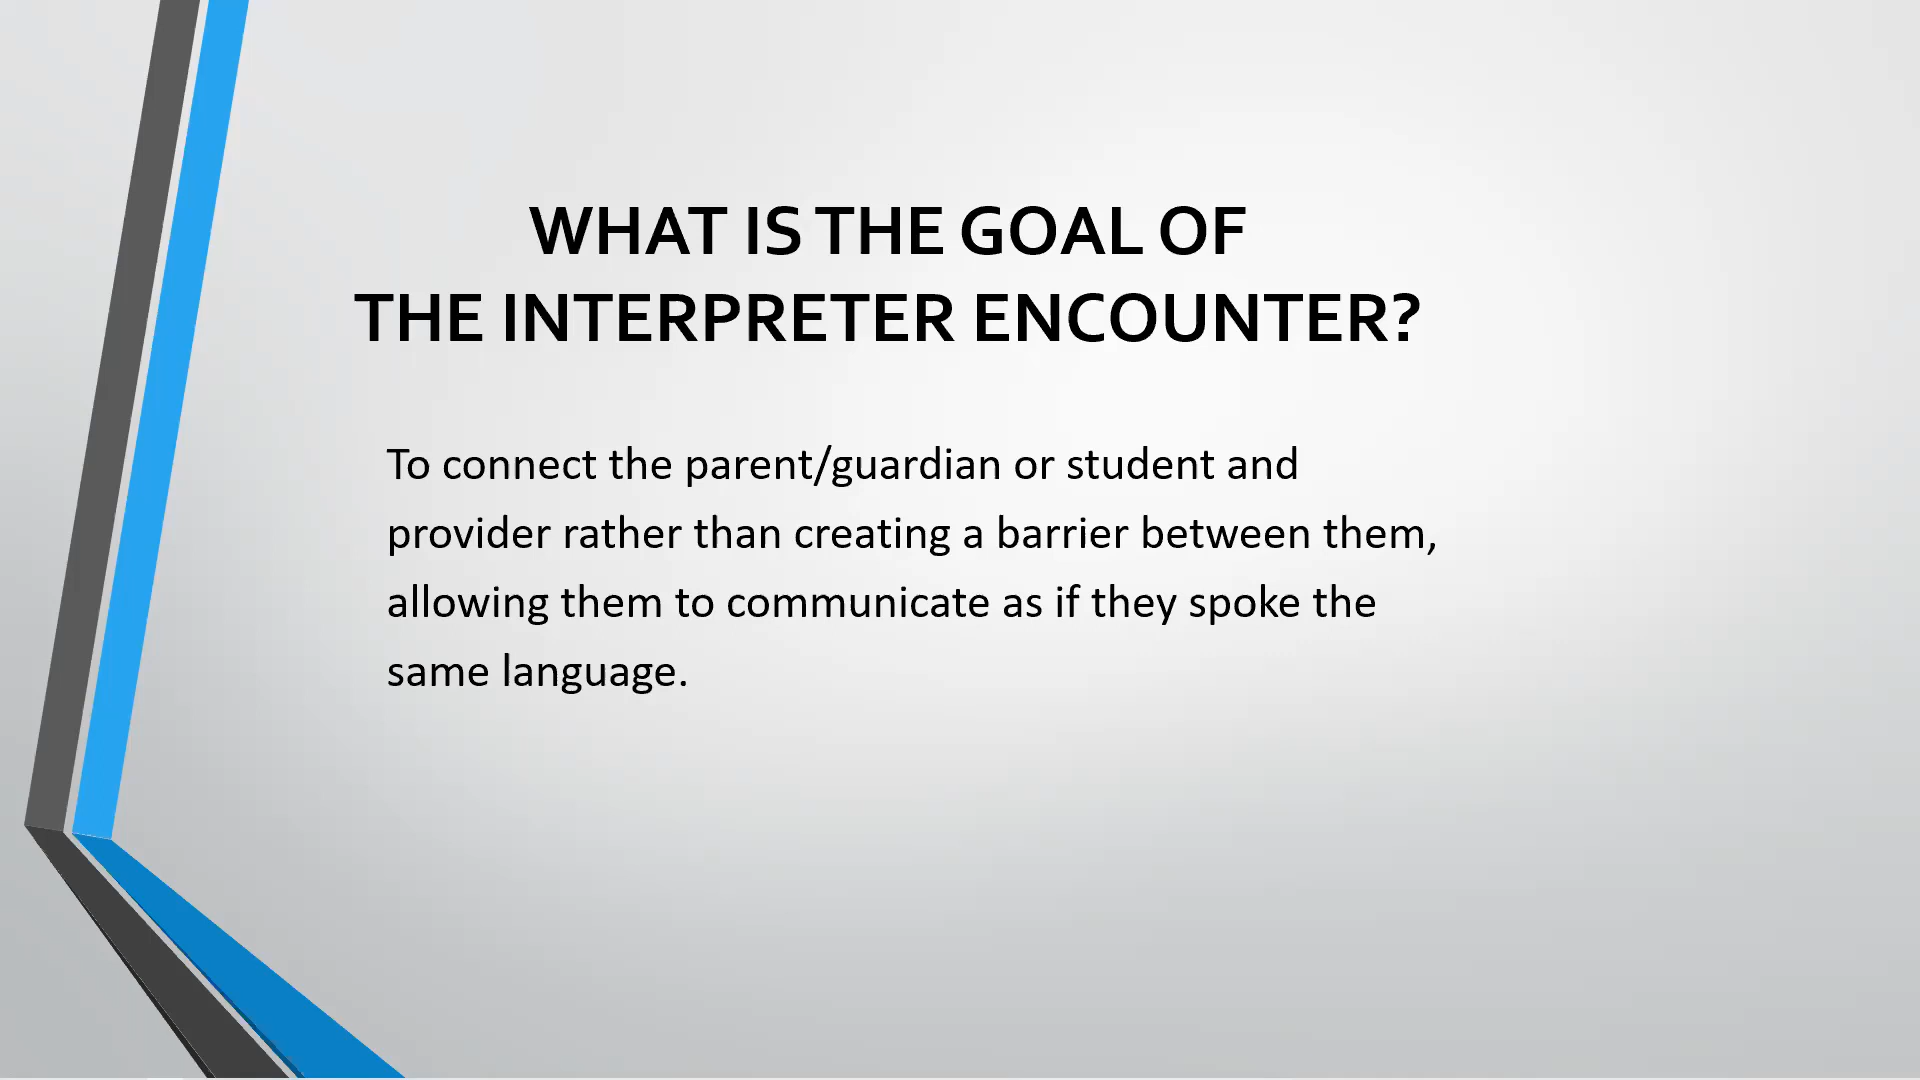 WHAT IS THE GOAL OF
THE INTERPRETER ENCOUNTER?
To connect the parent/guardian or student and
provider rather than creating a barrier between them,
allowing them to communicate as if they spoke the
same language.